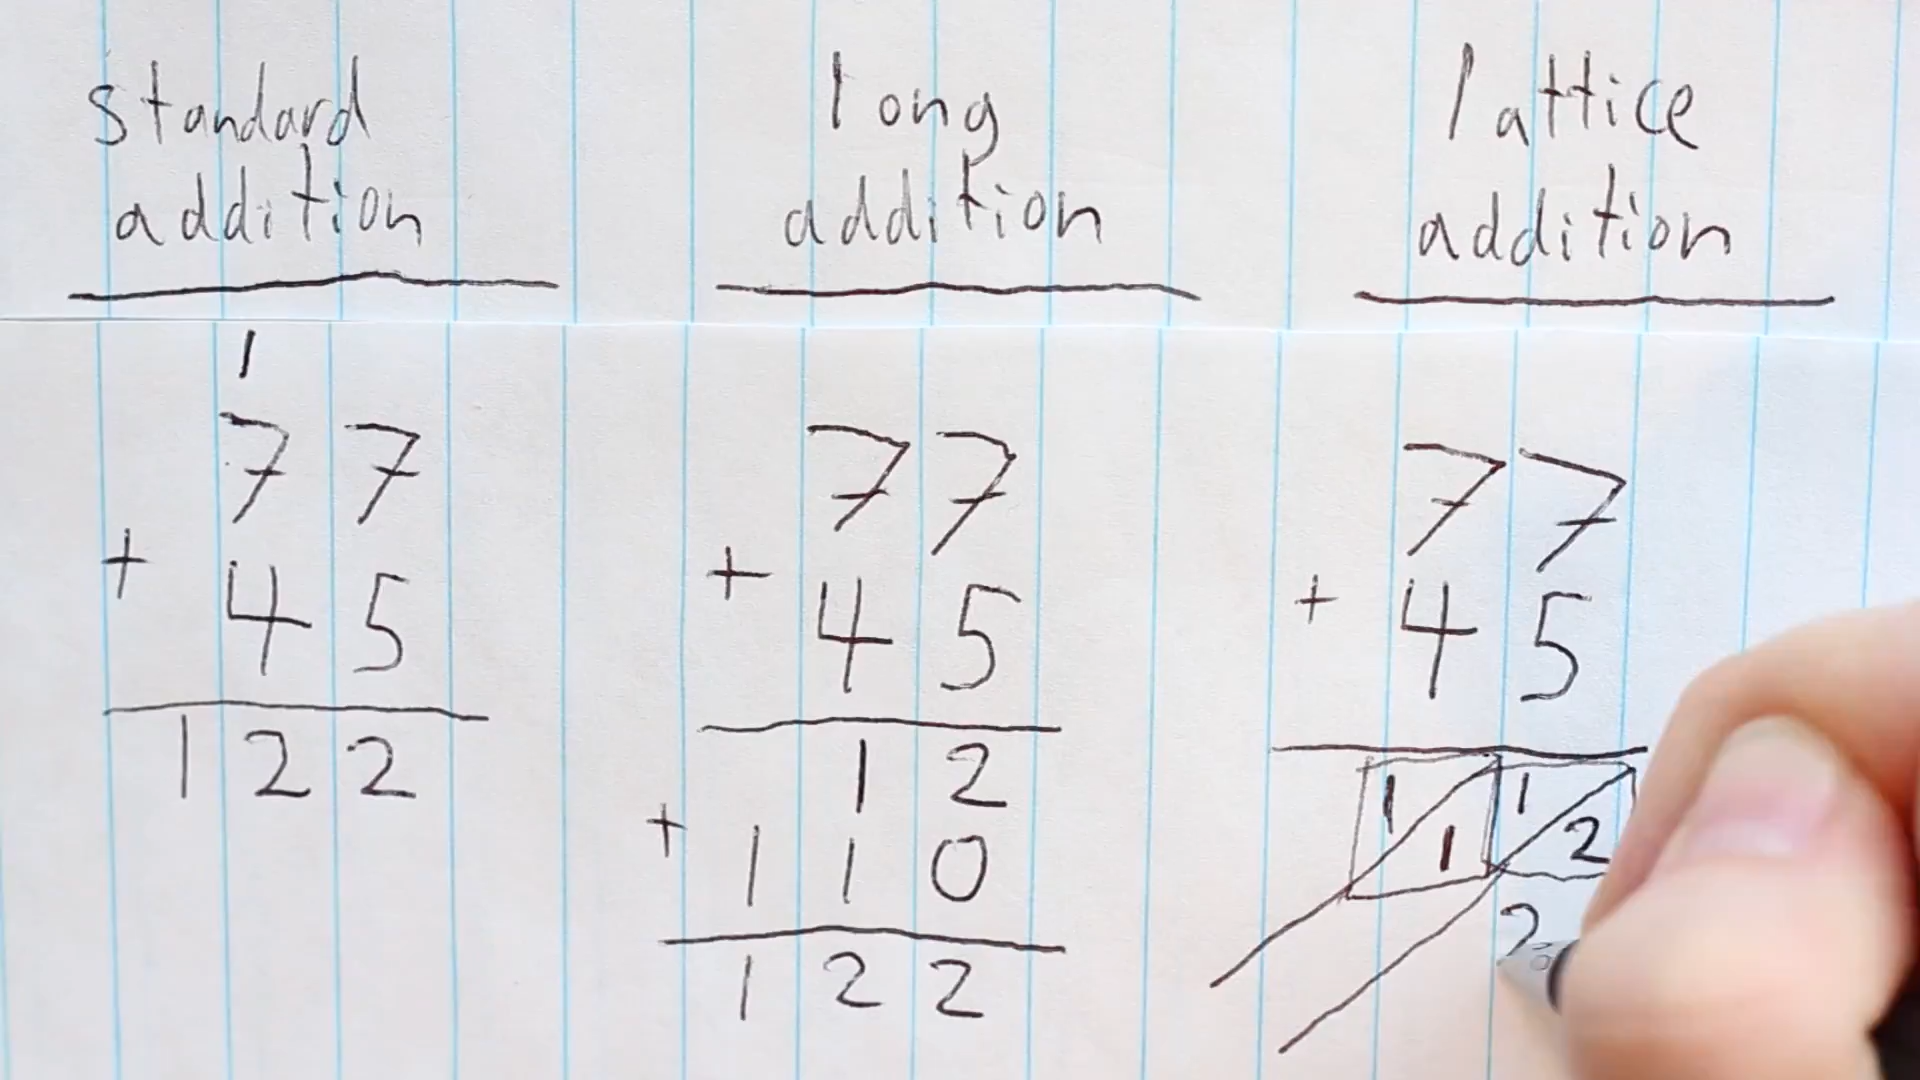 standard
addition
1
77
+ 45
122
long
addition
77
+ 45
12
+ 110
122
lattice
addition
77
+ 45
1 1 1 2
2